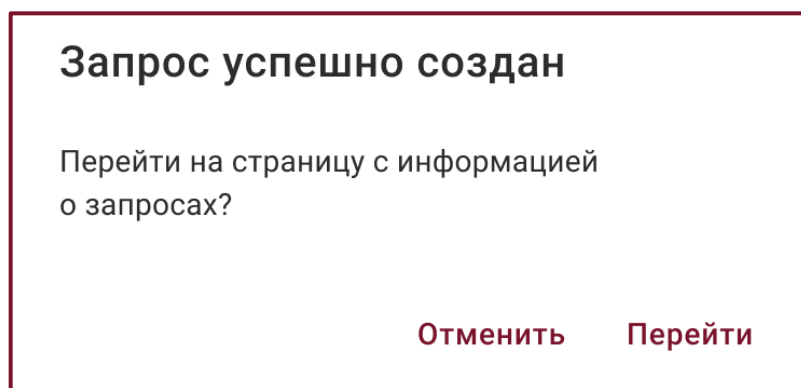 Запрос успешно создан
Перейти на страницу с информацией
о запросах?
Отменить Перейти